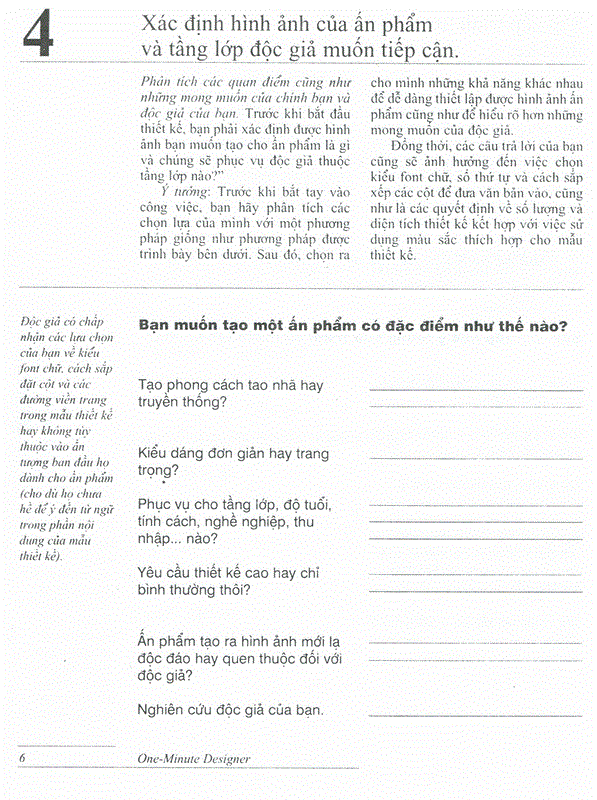 4
Xác định hình ảnh của ấn phẩm
và tầng lớp độc giả muốn tiếp cận.
Phân tích các quan điểm cũng như
những mong muốn của chính bạn và
độc giả của bạn. Trước khi bắt đầu
thiết kế, bạn phải xác định được hình
ảnh bạn muốn tạo cho ấn phẩm là gì
và chúng sẽ phục vụ độc giả thuộc
tầng lớp nào?"
Ý tưởng: Trước khi bắt tay vào
công việc, bạn hãy phân tích các
chọn lựa của mình với một phương
pháp giống như phương pháp được
trình bày bên dưới. Sau đó, chọn ra
cho mình những khả năng khác nhau
để dễ dàng thiết lập được hình ảnh ấn
phẩm cũng như để hiểu rõ hơn những
mong muốn của độc giả.
Đồng thời, các câu trả lời của bạn
cũng sẽ ảnh hưởng đến việc chọn
kiểu font chữ, số thứ tự và cách sắp
xếp các cột để đưa văn bản vào, cũng
như là các quyết định về số lượng và
diện tích thiết kế kết hợp với việc sử
dụng màu sắc thích hợp cho mẫu
thiết kế.
Độc giả có chấp
nhận các lựa chọn
của bạn về kiểu
font chữ, cách sắp
đặt cột và các
đường viền trang
trong mẫu thiết kế
hay không tùy
thuộc vào ấn
tượng ban đầu họ
dành cho ấn phẩm
(cho dù họ chưa
hề để ý đến từ ngữ
trong phần nội
dung của mẫu
thiết kế).
Bạn muốn tạo một ấn phẩm có đặc điểm như thế nào?
Tạo phong cách tao nhã hay
truyền thống?
Kiểu dáng đơn giản hay trang
trọng?
Phục vụ cho tầng lớp, độ tuổi,
tính cách, nghề nghiệp, thu
nhập... nào?
Yêu cầu thiết kế cao hay chỉ
bình thường thôi?
Ấn phẩm tạo ra hình ảnh mới lạ
độc đáo hay quen thuộc đối với
độc giả?
Nghiên cứu độc giả của bạn.
6
One-Minute Designer